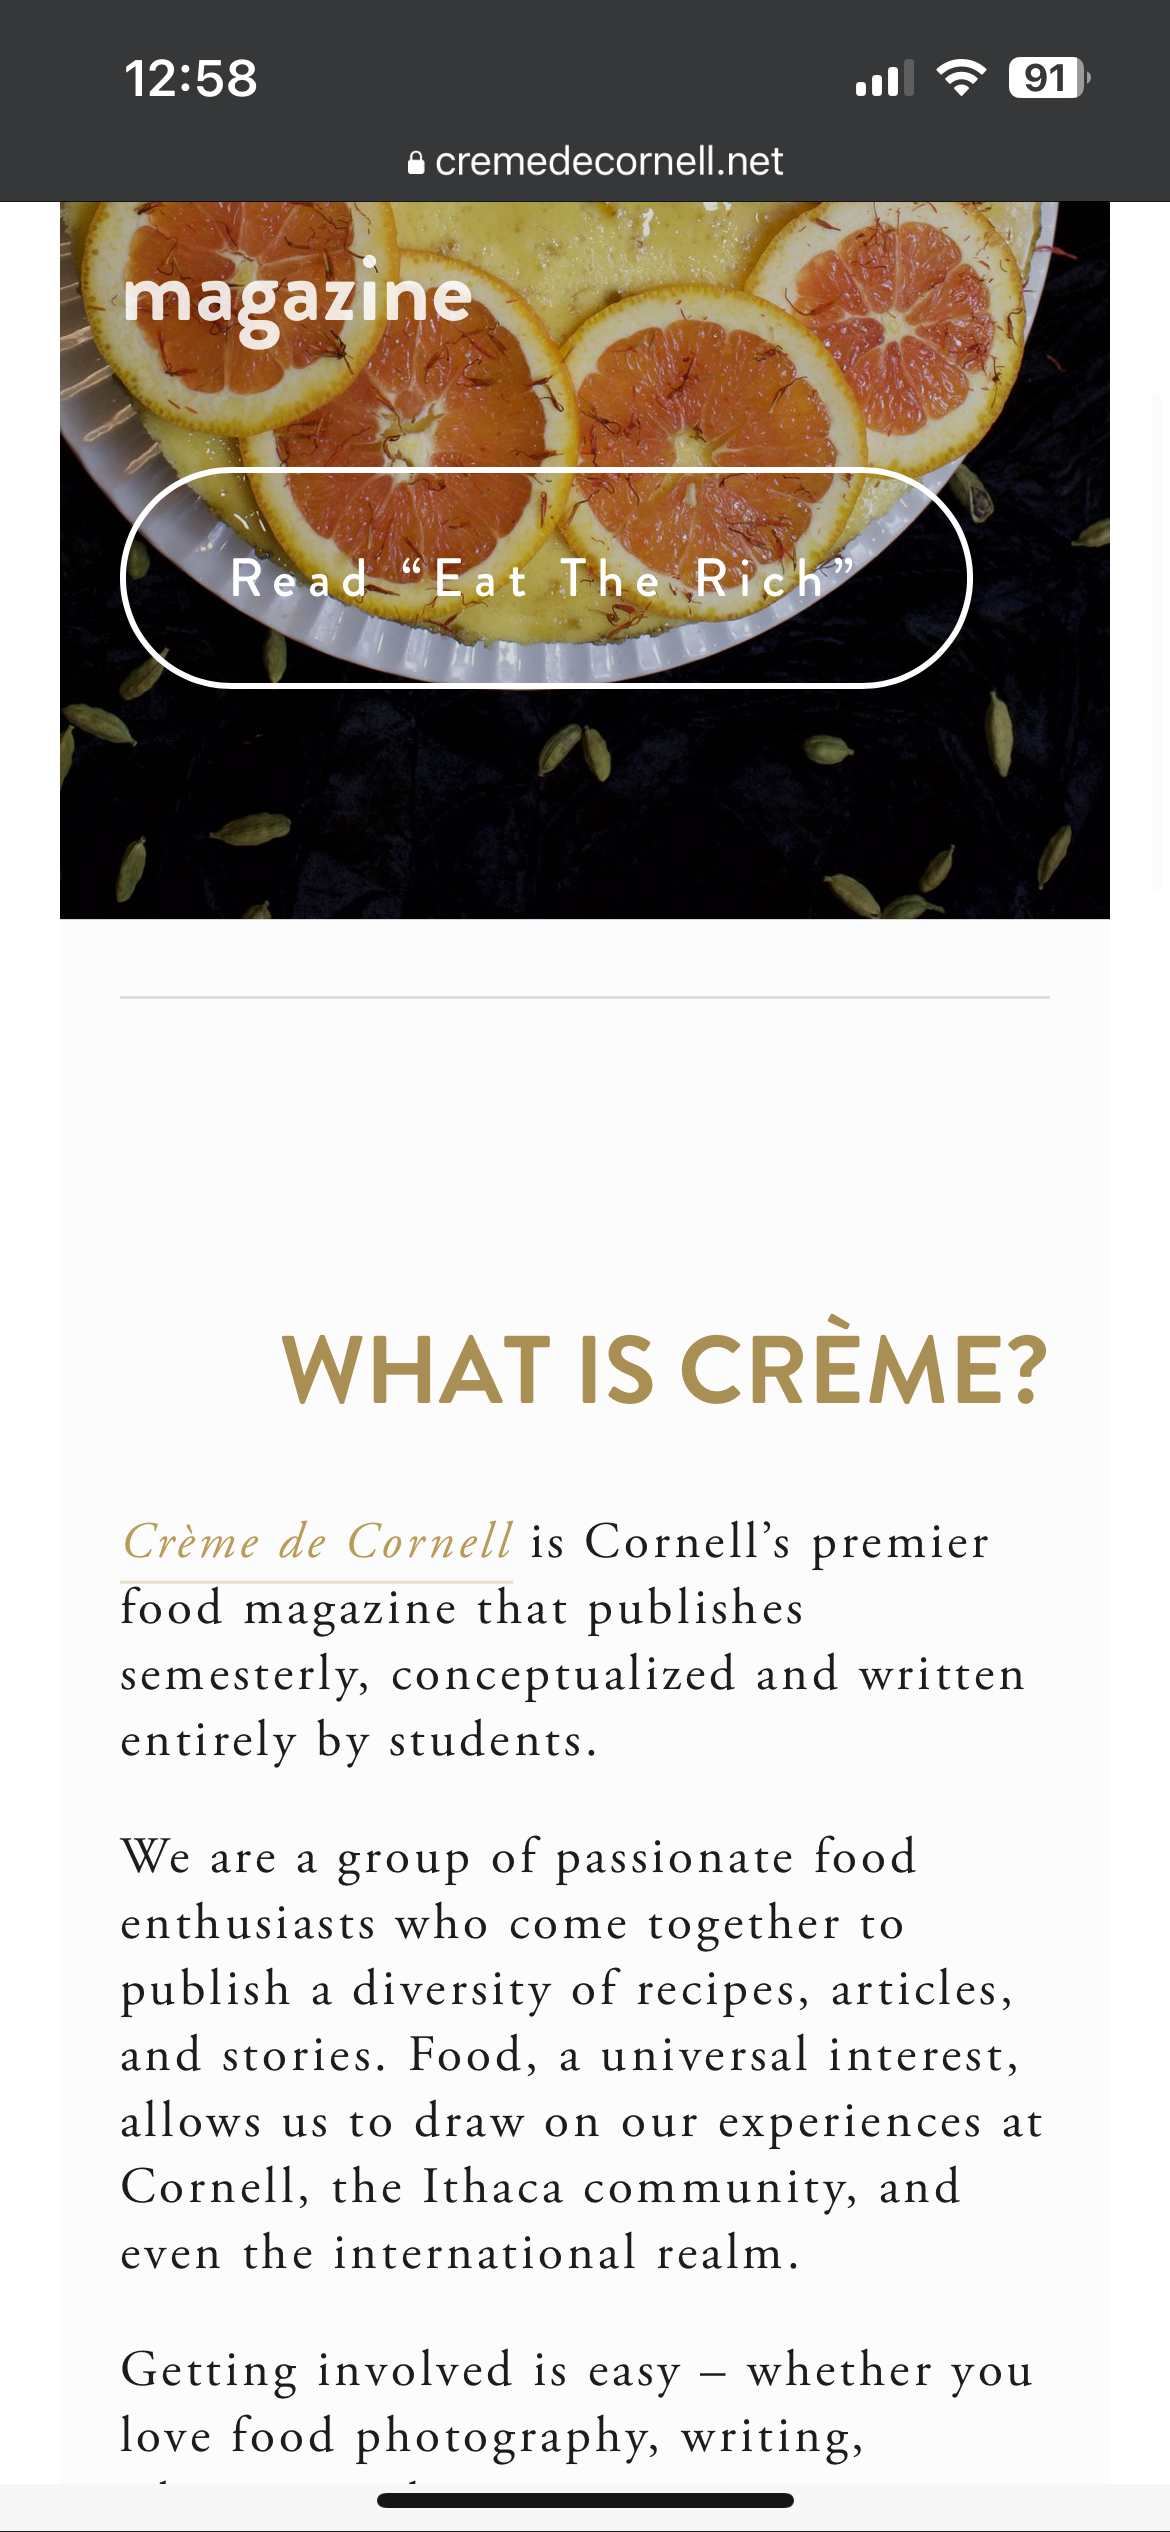 12:58
91
cremedecornell.net
magazine
Read “Eat The Rich”
WHAT IS CRÈME?
Crème de Cornell is Cornell’s premier
food magazine that publishes
semesterly, conceptualized and written
entirely by students.
We are a group of passionate food
enthusiasts who come together to
publish a diversity of recipes, articles,
and stories. Food, a universal interest,
allows us to draw on our experiences at
Cornell, the Ithaca community, and
even the international realm.
Getting involved is easy – whether you
love food photography, writing,